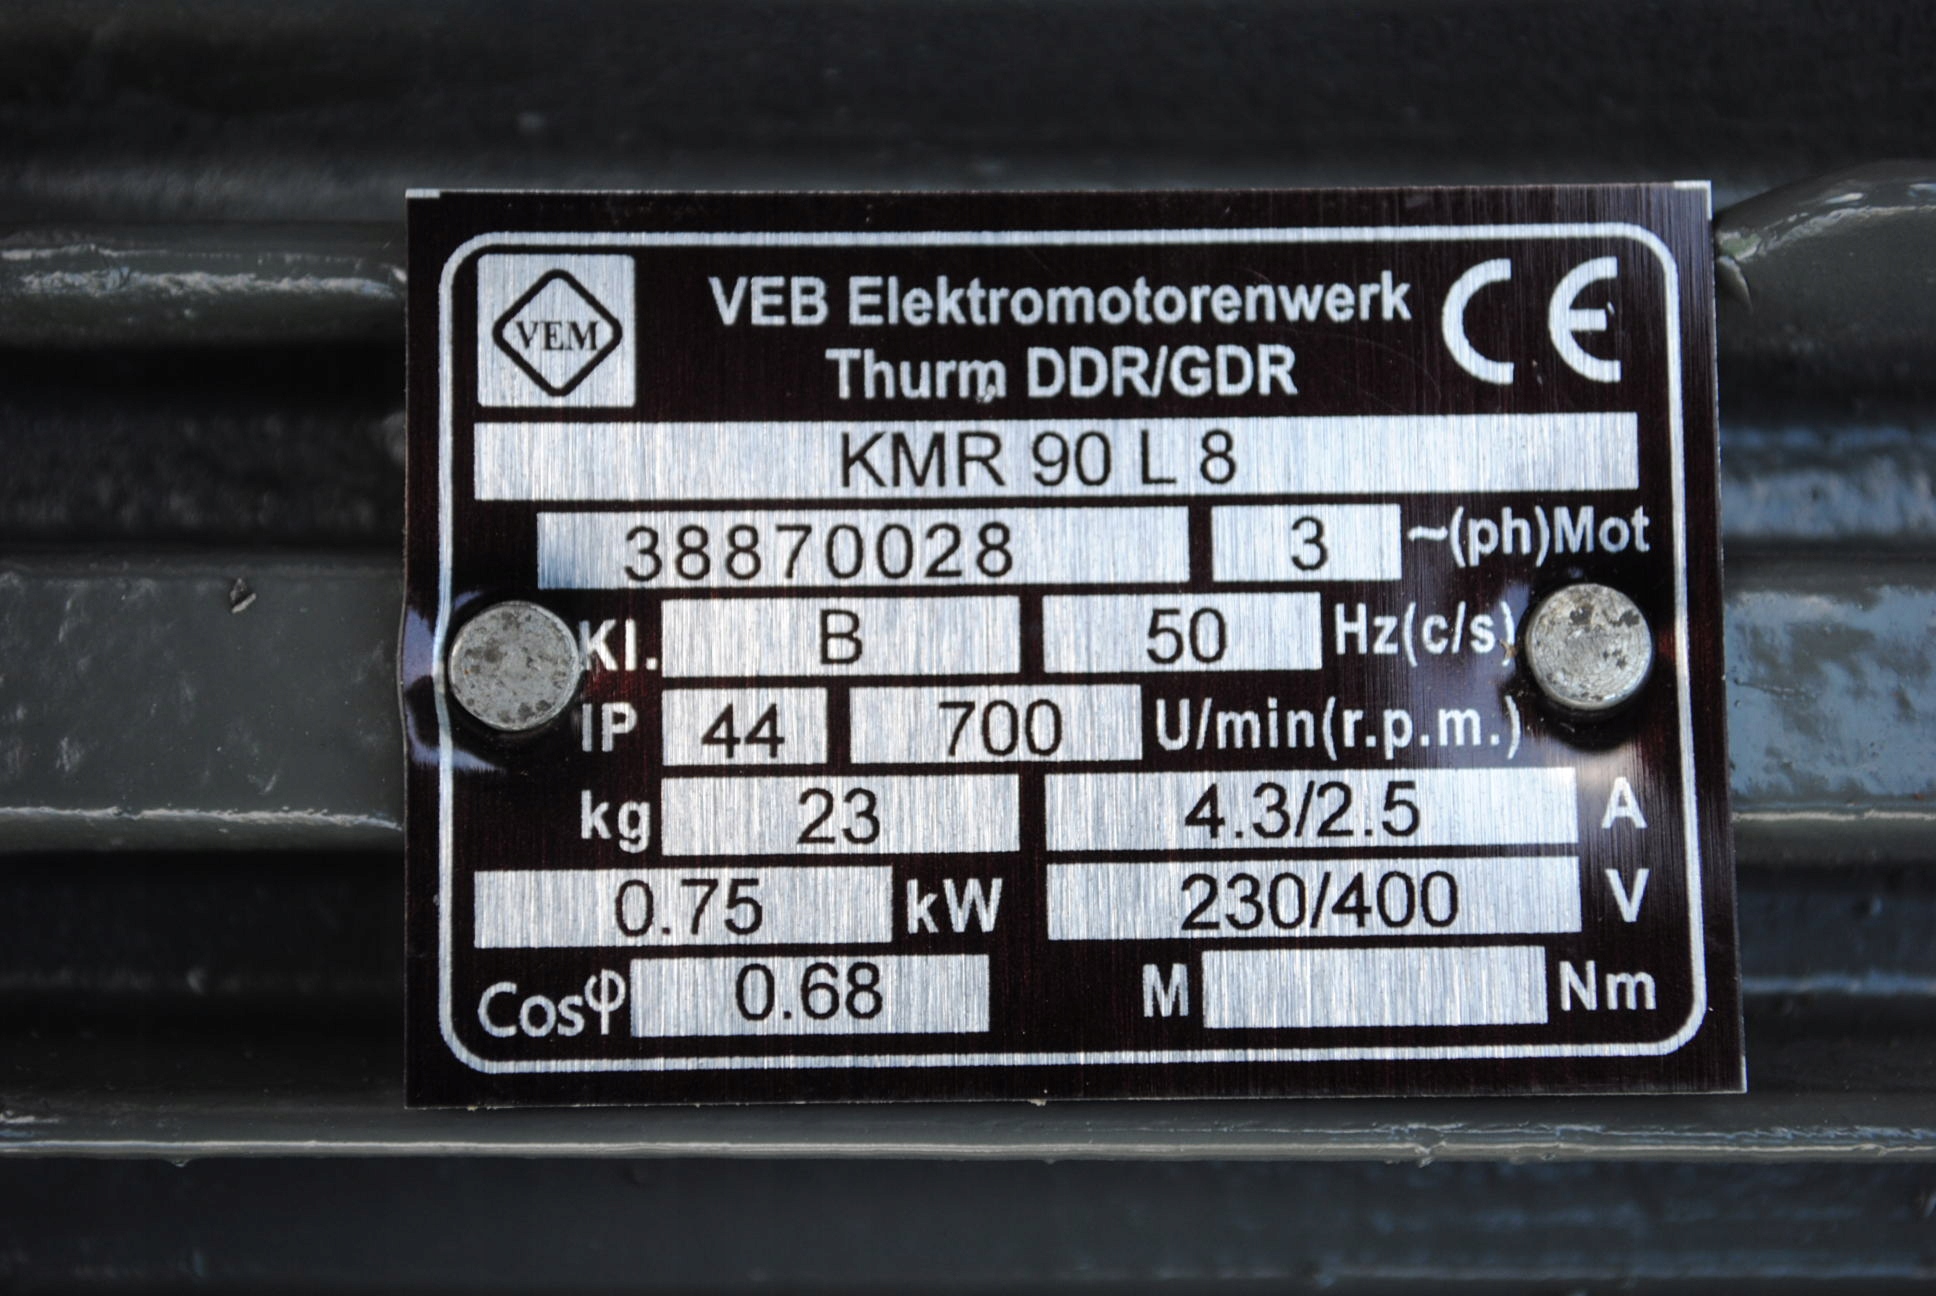 VEM
VEB Elektromotorenwerk
Thurm DDR/GDR
CE
KMR 90 L 8
38870028 3 ~(ph)Mot
Kl. B 50 Hz(c/s)
IP 44 700 U/min(r.p.m.)
kg 23 4.3/2.5 A
0.75 kW 230/400 V
Cosφ 0.68 M Nm